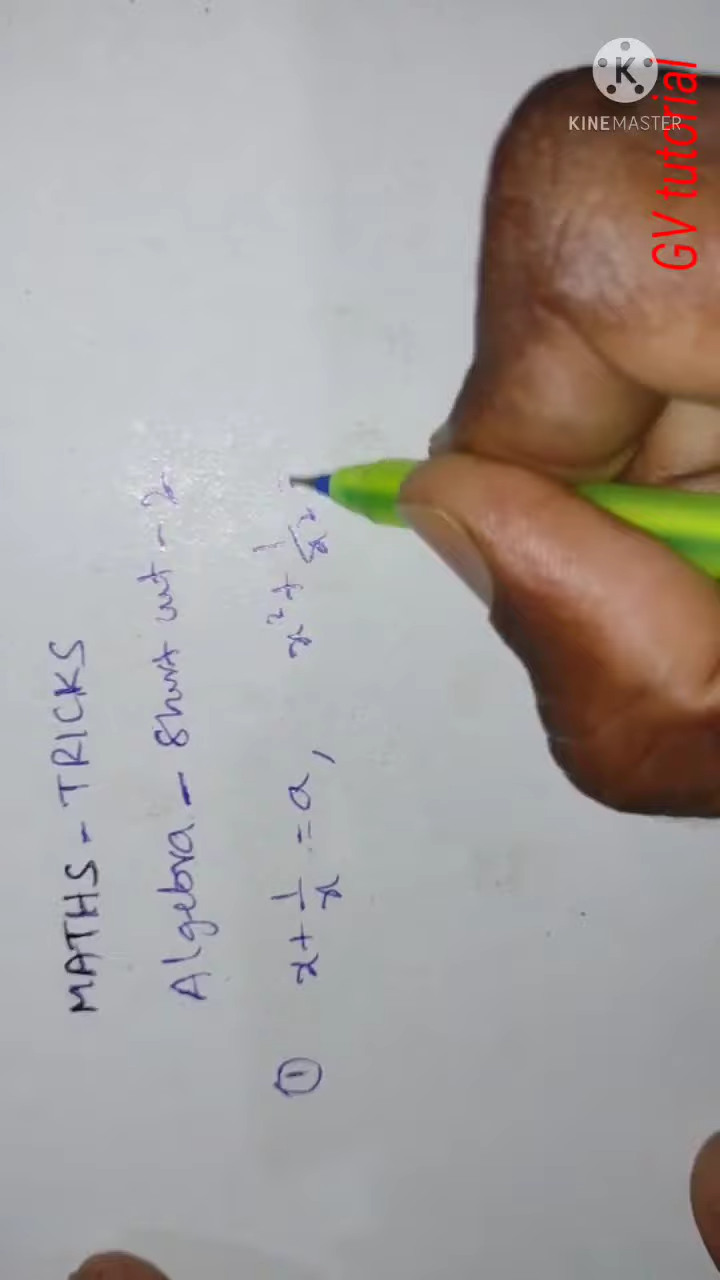 MATHS - TRICKS
Algebra - Short cut - 2
① x + 1/x = a, x² + 1/x²
KINEMASTER
GV tutorial